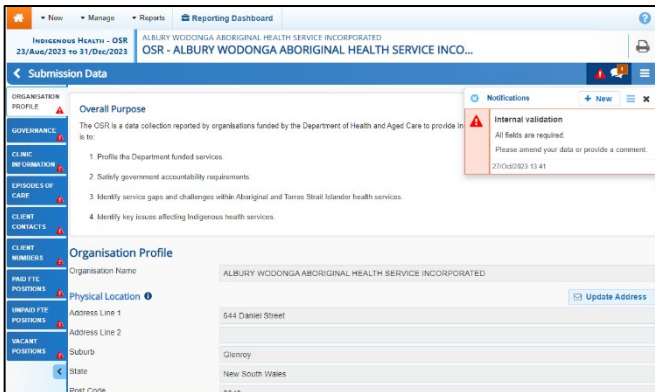 New Manage Reports Reporting Dashboard
INDIGENOUS HEALTH - OSR
23/AUG/2023 TO 31/DEC/2023
ALBURY WODONGA ABORIGINAL HEALTH SERVICE INCORPORATED
OSR - ALBURY WODONGA ABORIGINAL HEALTH SERVICE INCO...
Submission Data
1
ORGANISATION
PROFILE
GOVERNANCE
CLINIC
INFORMATION
EPISODES OF
CARE
CLIENT
CONTACTS
CLIENT
NUMBERS
PAID FTE
POSITIONS
UNPAID FTE
POSITIONS
VACANT
POSITIONS
Overall Purpose
The OSR is a data collection reported by organisations funded by the Department of Health and Aged Care to provide In
is to:
1. Profile the Department funded services.
2. Satisfy government accountability requirements.
3. Identify service gaps and challenges within Aboriginal and Torres Strait Islander health services.
4. Identify key issues affecting Indigenous health services.
Notifications
+ New
Internal validation
All fields are required.
Please amend your data or provide a comment.
27/Oct/2023 13:41
Organisation Profile
Organisation Name ALBURY WODONGA ABORIGINAL HEALTH SERVICE INCORPORATED
Physical Location Update Address
Address Line 1 644 Daniel Street
Address Line 2
Suburb Glenroy
State New South Wales
Post Code